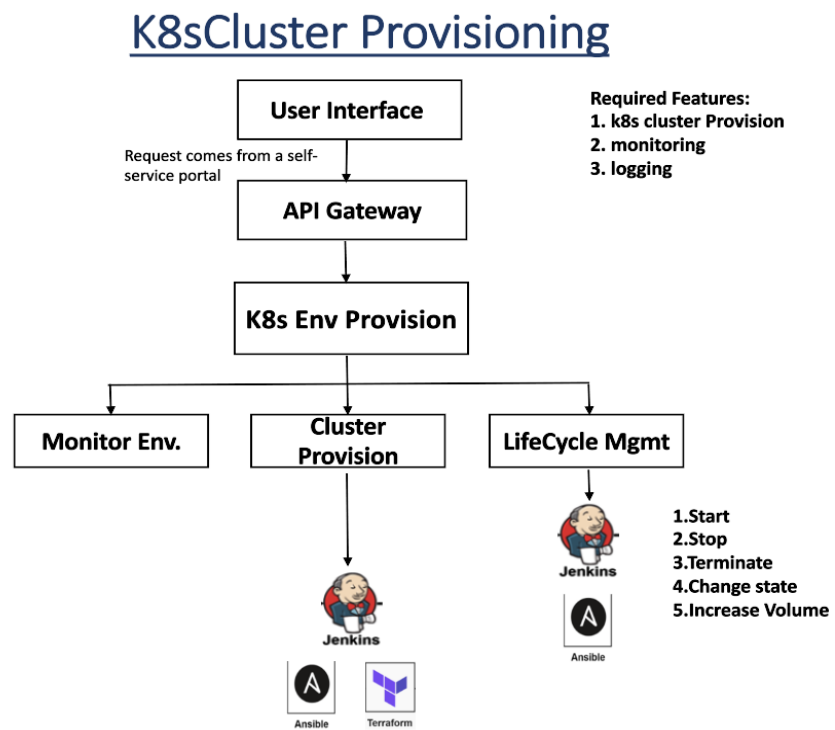 K8sCluster Provisioning
User Interface
Required Features:
1. k8s cluster Provision
2. monitoring
3. logging
Request comes from a self-
service portal
API Gateway
K8s Env Provision
Monitor Env.
Cluster
Provision
LifeCycle Mgmt
Jenkins
1.Start
2.Stop
3.Terminate
4.Change state
5.Increase Volume
Ansible
Jenkins
Ansible
Terraform